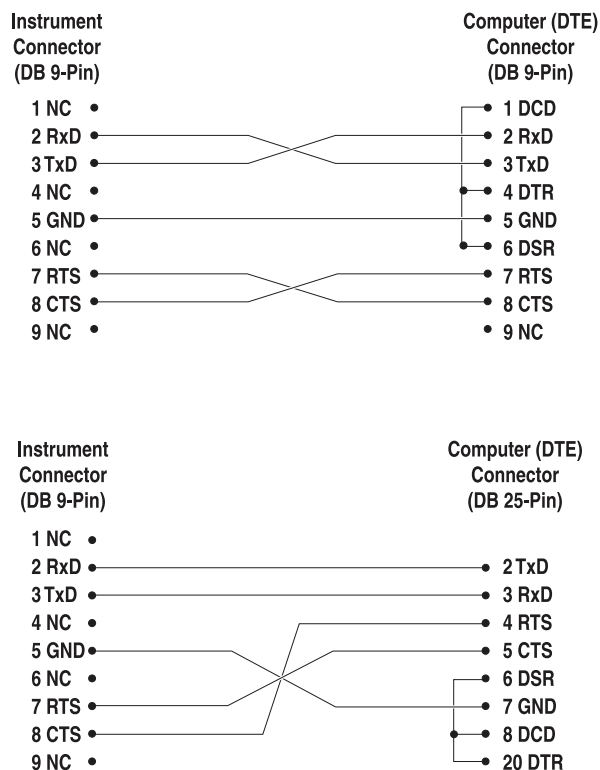 Instrument
Connector
(DB 9-Pin)
Computer (DTE)
Connector
(DB 9-Pin)
1 NC
1 DCD
2 RxD
2 RxD
3 TxD
3 TxD
4 NC
4 DTR
5 GND
5 GND
6 NC
6 DSR
7 RTS
7 RTS
8 CTS
8 CTS
9 NC
9 NC
Instrument
Connector
(DB 9-Pin)
Computer (DTE)
Connector
(DB 25-Pin)
1 NC
2 RxD
2 TxD
3 TxD
3 RxD
4 NC
4 RTS
5 GND
5 CTS
6 NC
6 DSR
7 RTS
7 GND
8 CTS
8 DCD
9 NC
20 DTR